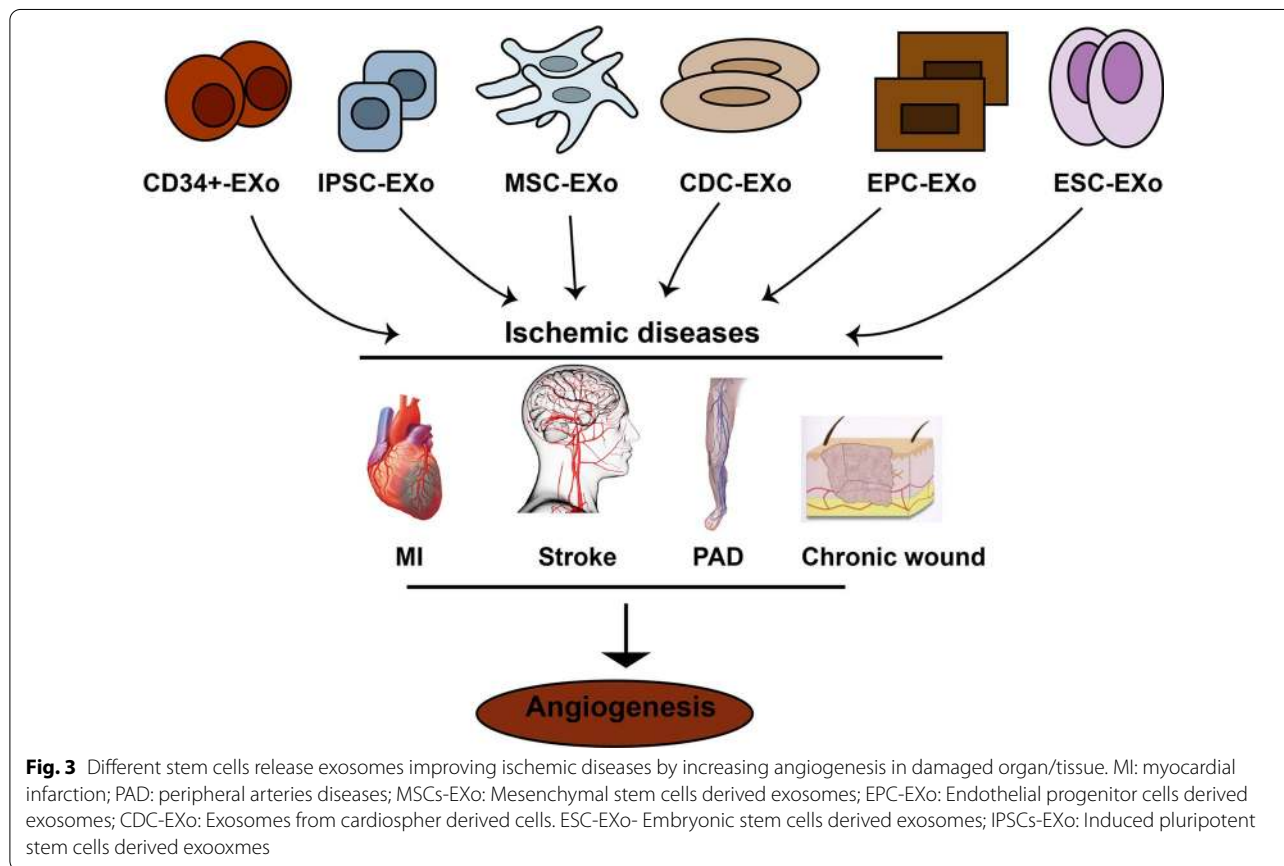 CD34+-EXo IPSC-EXo MSC-EXo CDC-EXo EPC-EXo ESC-EXo
Ischemic diseases
MI Stroke PAD Chronic wound
Angiogenesis
Fig. 3 Different stem cells release exosomes improving ischemic diseases by increasing angiogenesis in damaged organ/tissue. MI: myocardial
infarction; PAD: peripheral arteries diseases; MSCs-EXo: Mesenchymal stem cells derived exosomes; EPC-EXo: Endothelial progenitor cells derived
exosomes; CDC-EXo: Exosomes from cardiospher derived cells. ESC-EXo- Embryonic stem cells derived exosomes; IPSCs-EXo: Induced pluripotent
stem cells derived exooxmes